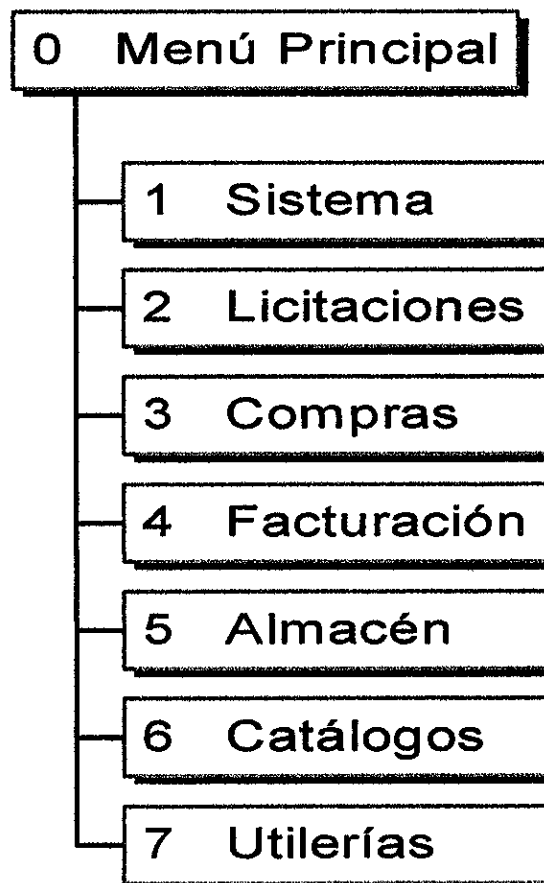 0 Menú Principal
1 Sistema
2 Licitaciones
3 Compras
4 Facturación
5 Almacén
6 Catálogos
7 Utilerías